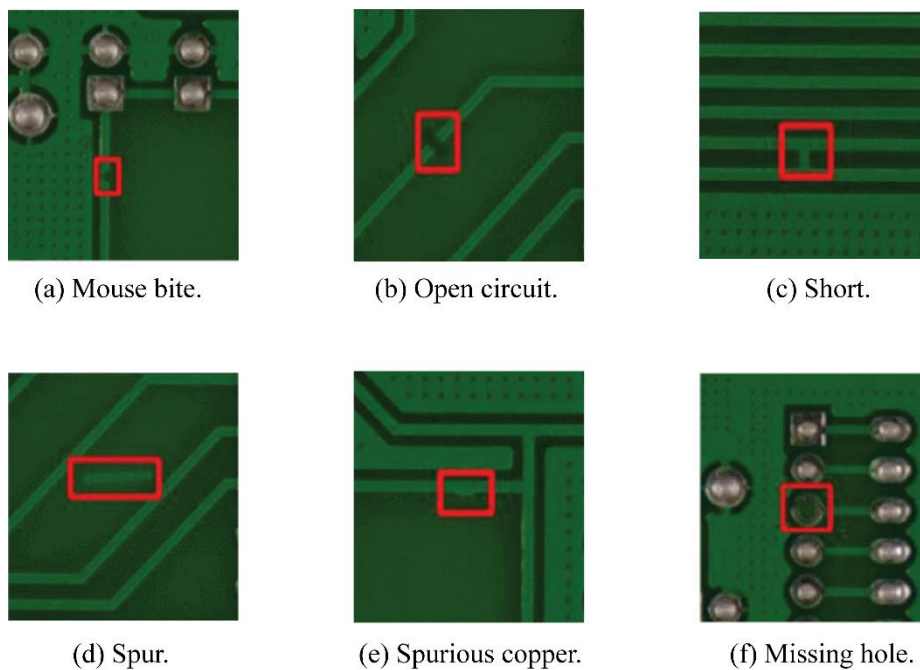 (a) Mouse bite.
(b) Open circuit.
(c) Short.
(d) Spur.
(e) Spurious copper.
(f) Missing hole.